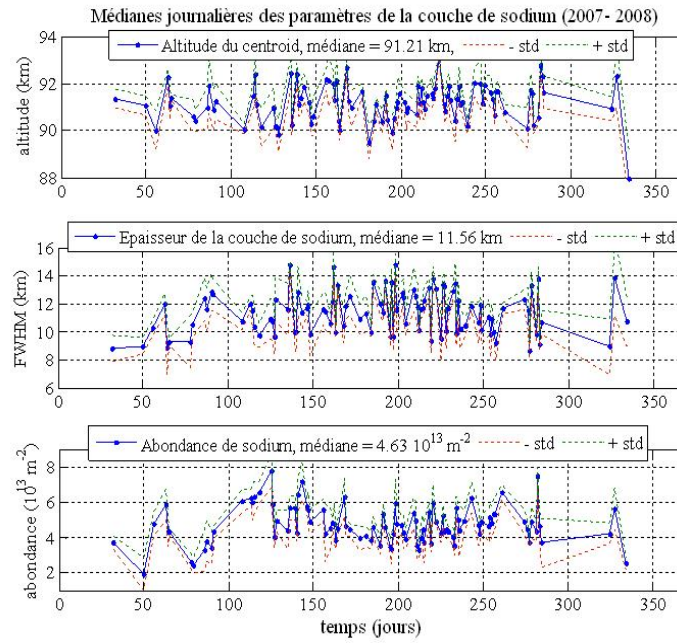 Médianes journalières des paramètres de la couche de sodium (2007- 2008)
94
92
90
88
altitude (km)
Altitude du centroid, médiane = 91.21 km, - std + std
0 50 100 150 200 250 300 350
16
14
12
10
8
6
FWHM (km)
Epaisseur de la couche de sodium, médiane = 11.56 km - std + std
0 50 100 150 200 250 300 350
8
6
4
2
abondance (10¹³ m⁻²)
Abondance de sodium, médiane = 4.63 10¹³ m⁻² - std + std
0 50 100 150 200 250 300 350
temps (jours)